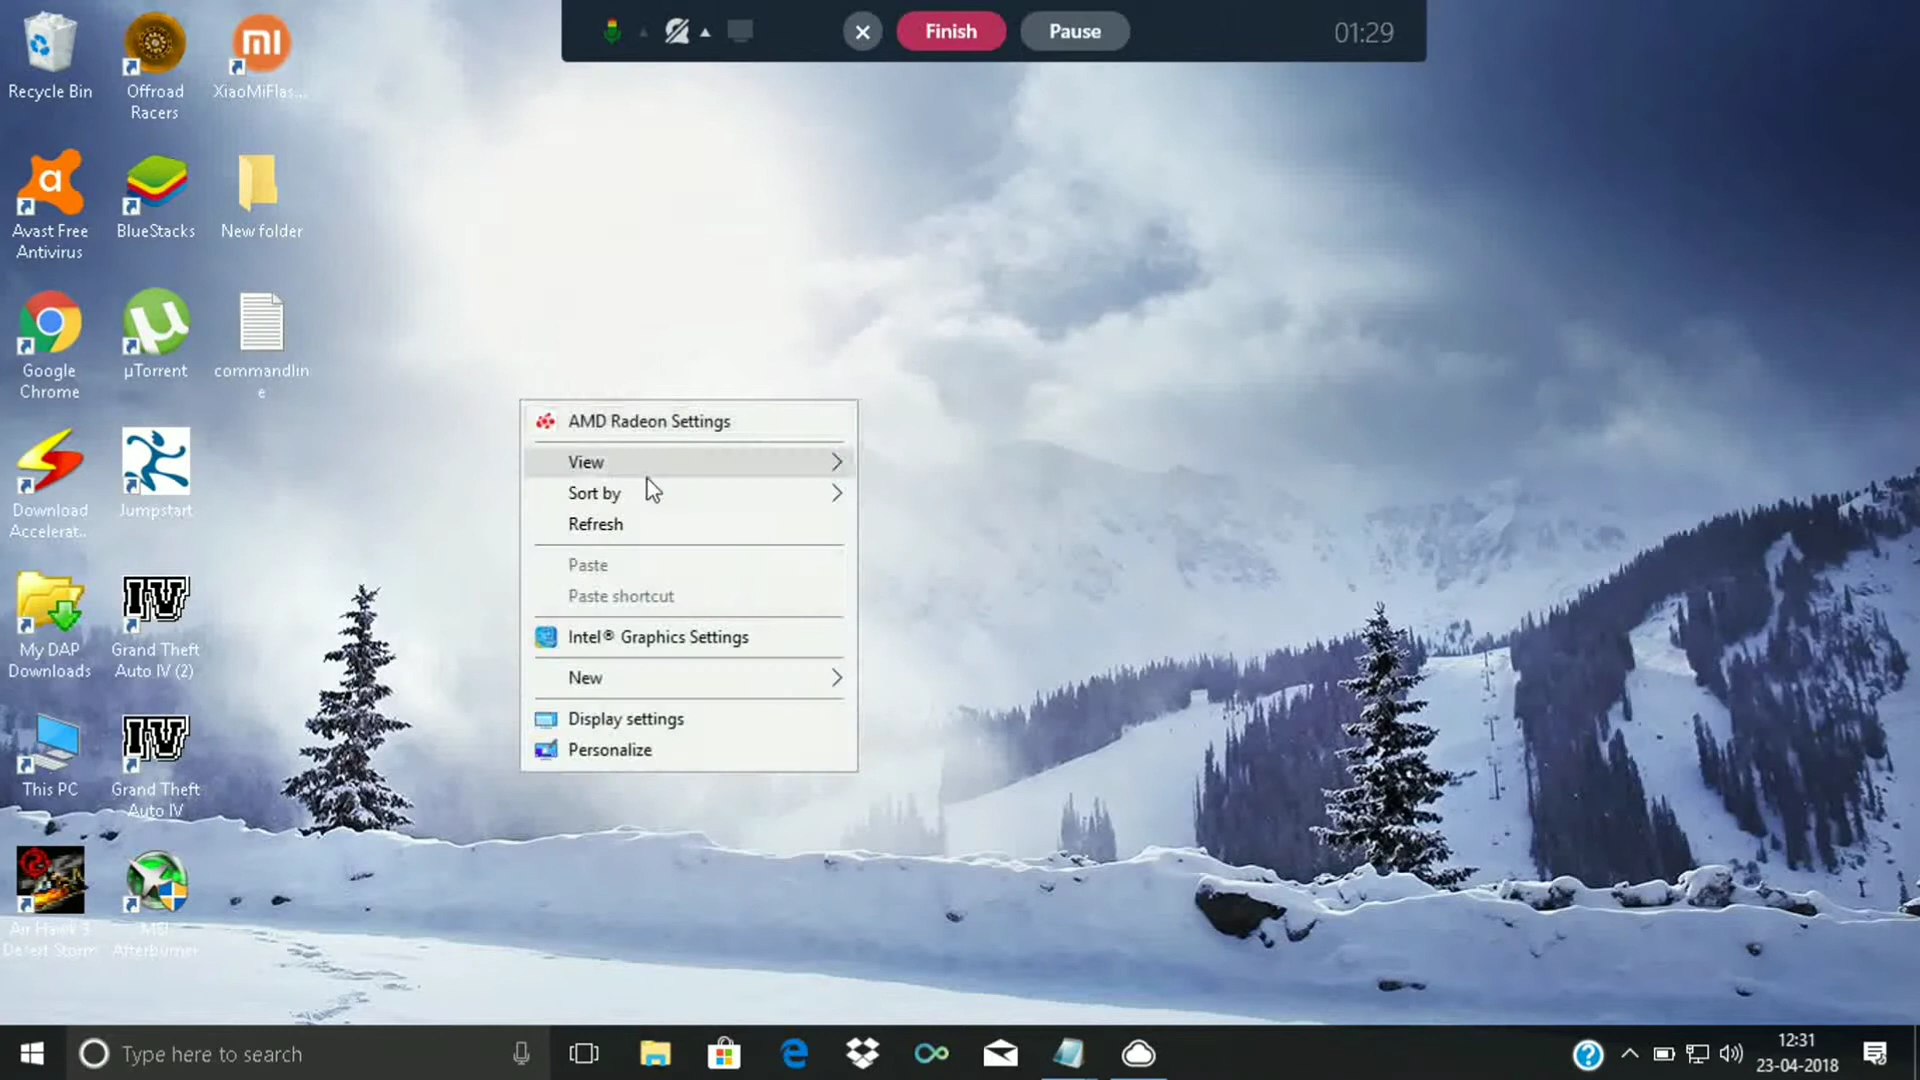 Finish
Pause
01:29
Recycle Bin
Offroad
Racers
XiaoMiFlas...
Avast Free
Antivirus
BlueStacks
New folder
Google
Chrome
µTorrent
commandlin
e
Download
Accelerat...
Jumpstart
My DAP
Downloads
IV
Grand Theft
Auto IV (2)
This PC
IV
Grand Theft
Auto IV
Air Hawk 3
Desert Storm
MSI
Afterburner
AMD Radeon Settings
View
Sort by
Refresh
Paste
Paste shortcut
Intel® Graphics Settings
New
Display settings
Personalize
Type here to search
12:31
23-04-2018